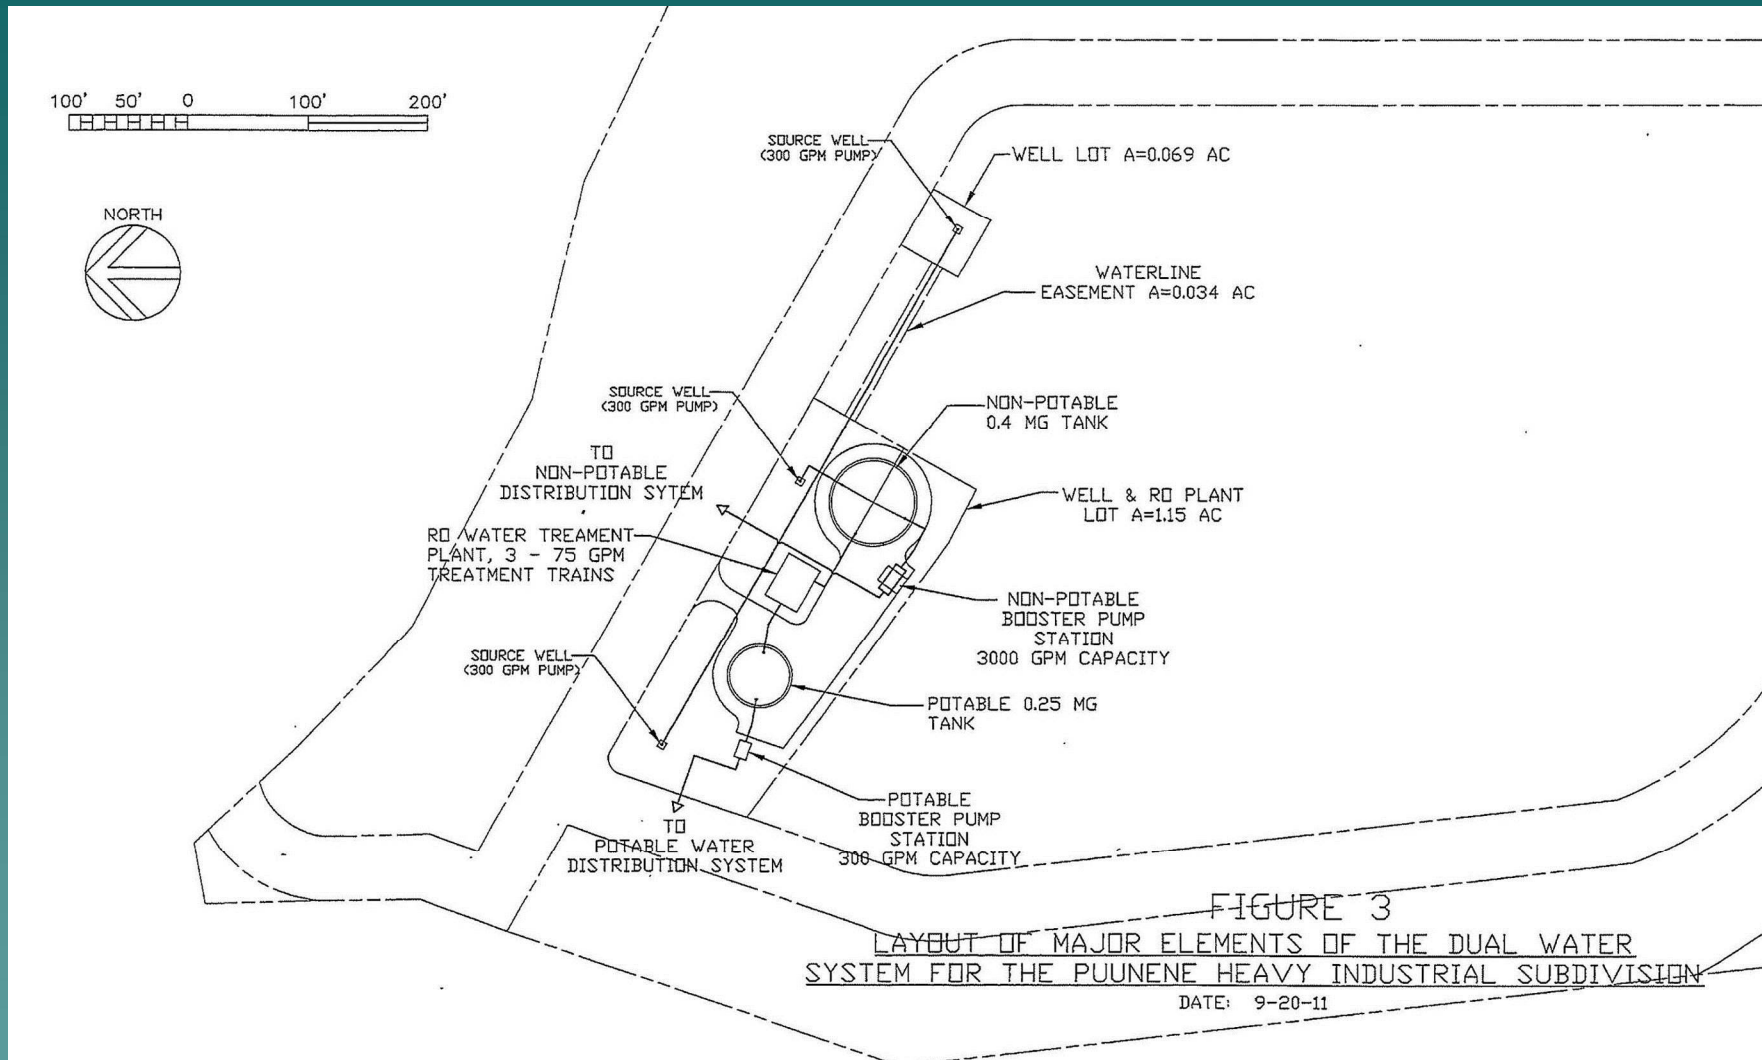 100' 50' 0 100' 200'
NORTH
SOURCE WELL
(300 GPM PUMP)
WELL LOT A=0.069 AC
WATERLINE
EASEMENT A=0.034 AC
SOURCE WELL
(300 GPM PUMP)
NON-POTABLE
0.4 MG TANK
TO
NON-POTABLE
DISTRIBUTION SYTEM
WELL & RO PLANT
LOT A=1.15 AC
RO WATER TREAMENT
PLANT, 3 - 75 GPM
TREATMENT TRAINS
NON-POTABLE
BOOSTER PUMP
STATION
3000 GPM CAPACITY
SOURCE WELL
(300 GPM PUMP)
POTABLE 0.25 MG
TANK
POTABLE
BOOSTER PUMP
STATION
300 GPM CAPACITY
TO
POTABLE WATER
DISTRIBUTION SYSTEM
FIGURE 3
LAYOUT OF MAJOR ELEMENTS OF THE DUAL WATER
SYSTEM FOR THE PUUNENE HEAVY INDUSTRIAL SUBDIVISION
DATE: 9-20-11